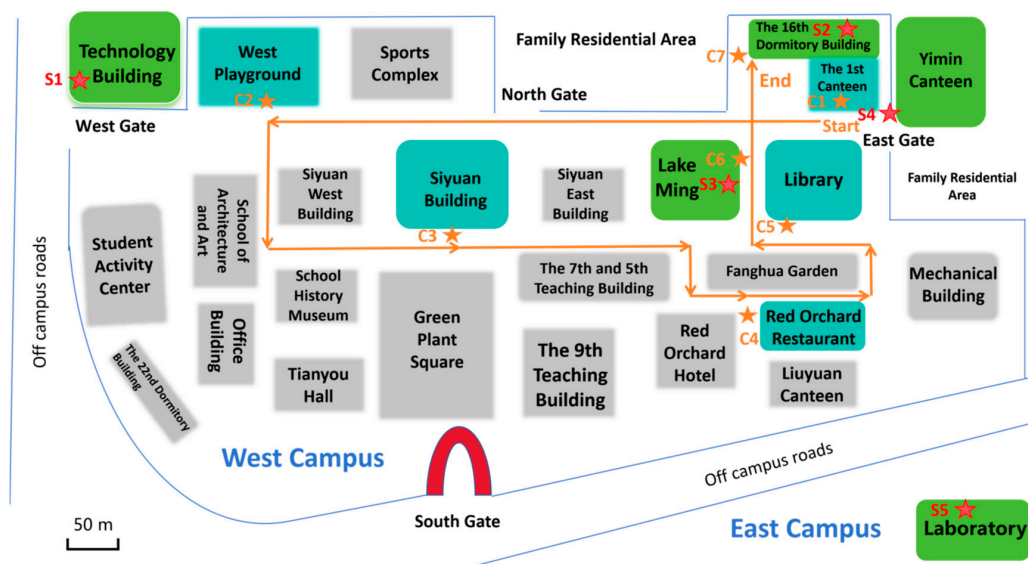 Technology
Building
S1
West Gate
West
Playground
C2
Sports
Complex
Family Residential Area
North Gate
C7
The 16th
S2
Dormitory Building
End
The 1st
Canteen
C1
Start
S4
Yimin
Canteen
East Gate
Family Residential
Area
Off campus roads
Student
Activity
Center
School of
Architecture
and Art
Siyuan
West
Building
Siyuan
Building
C3
Siyuan
East
Building
Lake
Ming
C6
S3
Library
C5
Office
Building
School
History
Museum
Green
Plant
Square
The 7th and 5th
Teaching Building
Fanghua Garden
Mechanical
Building
The 22nd Dormitory
Building
Tianyou
Hall
The 9th
Teaching
Building
Red
Orchard
Hotel
C4
Red Orchard
Restaurant
Liuyuan
Canteen
West Campus
South Gate
Off campus roads
East Campus
S5
Laboratory
50 m